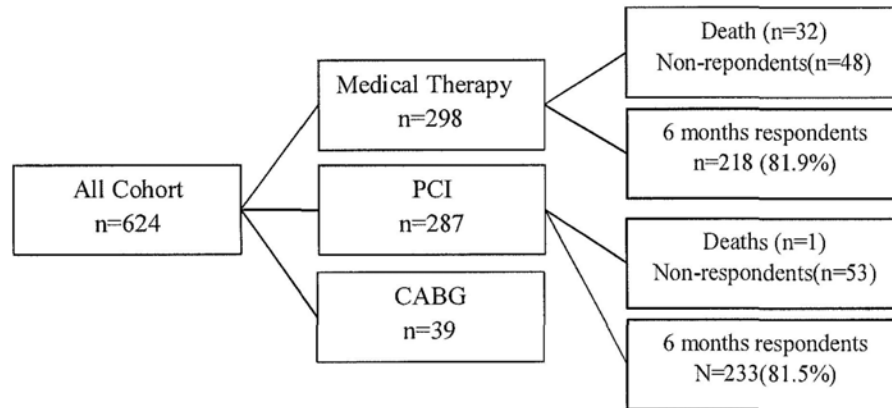 All Cohort
n=624
Medical Therapy
n=298
PCI
n=287
CABG
n=39
Death (n=32)
Non-repondents(n=48)
6 months respondents
n=218 (81.9%)
Deaths (n=1)
Non-respondents(n=53)
6 months respondents
N=233(81.5%)